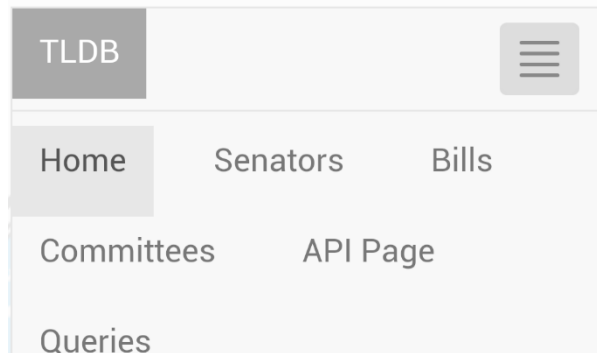 TLDB
Home Senators Bills
Committees API Page
Queries